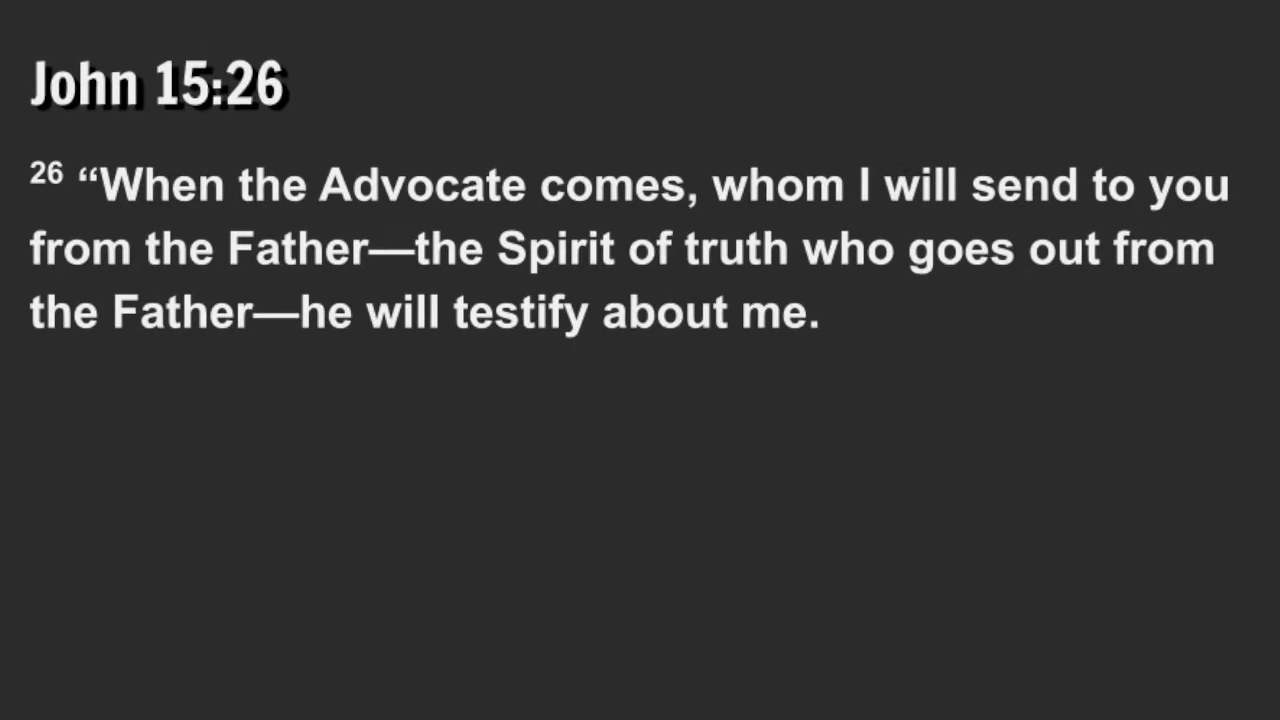 John 15:26
26 “When the Advocate comes, whom I will send to you
from the Father—the Spirit of truth who goes out from
the Father—he will testify about me.